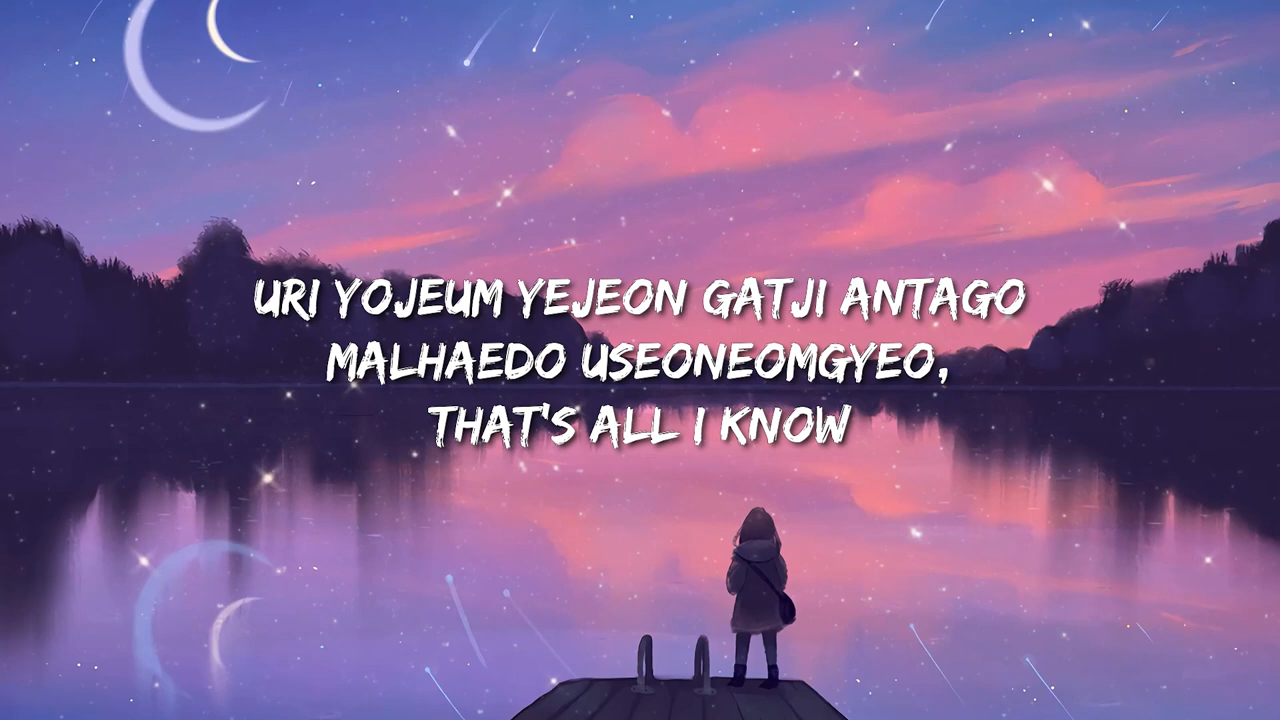 URI YOJEUM YEJEON GATJI ANTAGO
MALHAEDO USEONEOMGYEO,
THAT'S ALL I KNOW